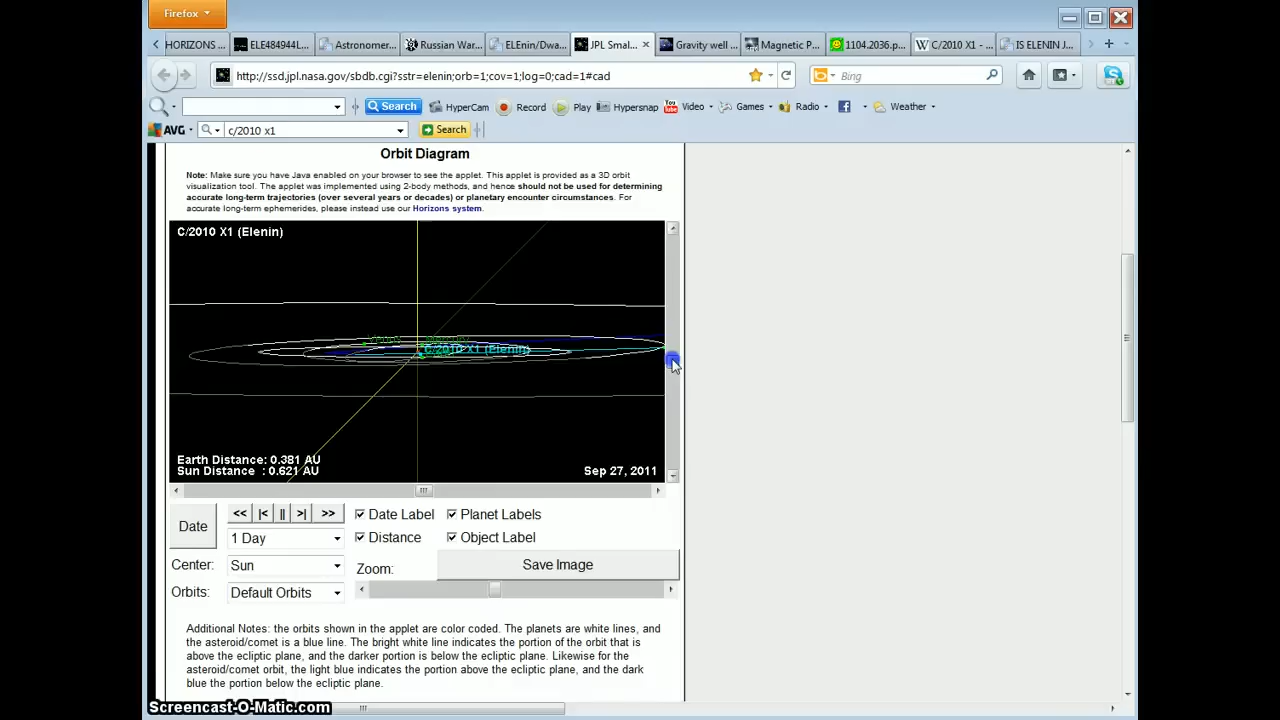 Firefox
HORIZONS ...
ELE484944L...
Astronomer...
Russian War...
ELEnin/Dwa...
JPL Smal...
Gravity well ...
Magnetic P...
1104.2036.p...
C/2010 X1 - ...
IS ELENIN J...
http://ssd.jpl.nasa.gov/sbdb.cgi?sstr=elenin;orb=1;cov=1;log=0;cad=1#cad
Bing
Search
HyperCam
Record
Play
Hypersnap
Video
Games
Radio
Weather
AVG
c/2010 x1
Search
Orbit Diagram
Note: Make sure you have Java enabled on your browser to see the applet. This applet is provided as a 3D orbit
visualization tool. The applet was implemented using 2-body methods, and hence should not be used for determining
accurate long-term trajectories (over several years or decades) or planetary encounter circumstances. For
accurate long-term ephemerides, please instead use our Horizons system.
C/2010 X1 (Elenin)
C/2010 X1 (Elenin)
Earth Distance: 0.381 AU
Sun Distance : 0.621 AU
Sep 27, 2011
Date
<< |< || >| >>
Date Label
Planet Labels
1 Day
Distance
Object Label
Center:
Sun
Zoom:
Save Image
Orbits:
Default Orbits
Additional Notes: the orbits shown in the applet are color coded. The planets are white lines, and
the asteroid/comet is a blue line. The bright white line indicates the portion of the orbit that is
above the ecliptic plane, and the darker portion is below the ecliptic plane. Likewise for the
asteroid/comet orbit, the light blue indicates the portion above the ecliptic plane, and the dark
blue the portion below the ecliptic plane.
Screencast-O-Matic.com